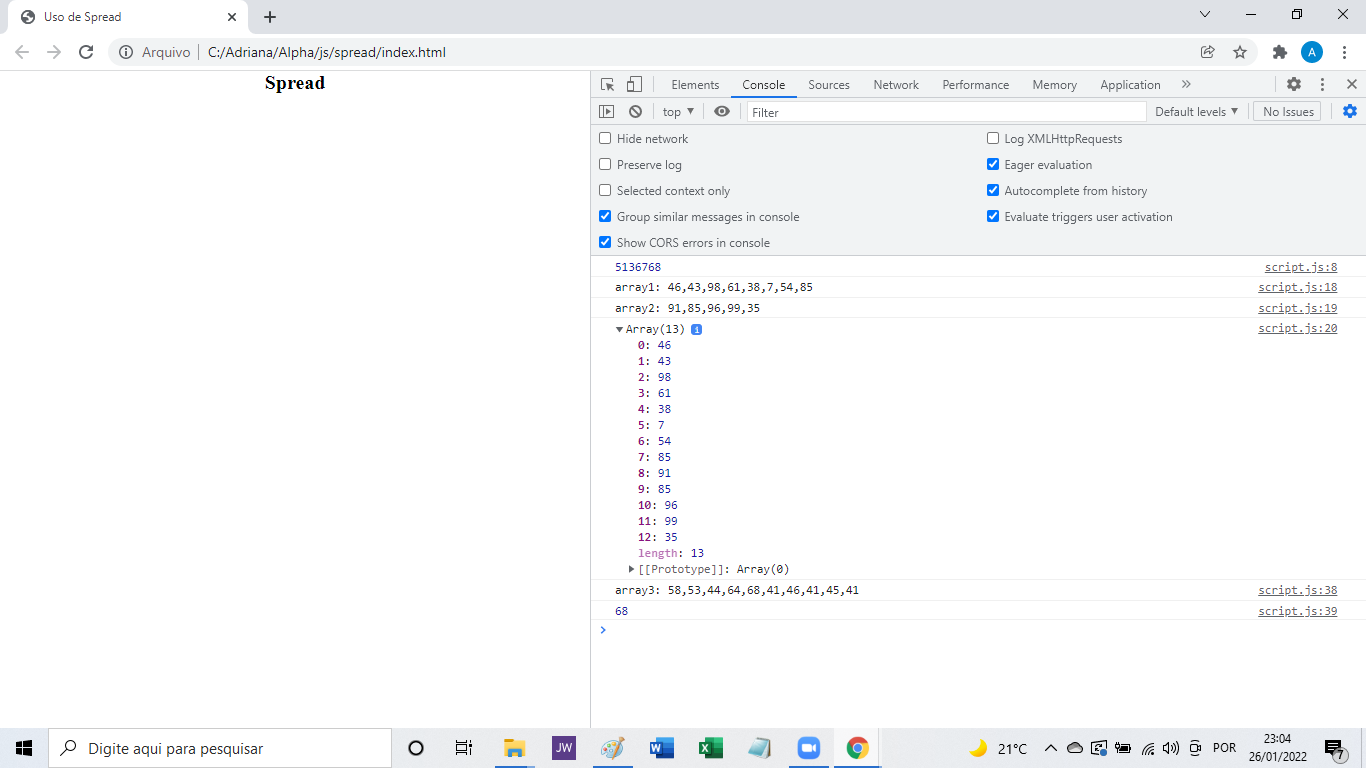 Uso de Spread
Arquivo C:/Adriana/Alpha/js/spread/index.html A
Spread
Elements Console Sources Network Performance Memory Application
top Filter Default levels No Issues
Hide network Log XMLHttpRequests
Preserve log Eager evaluation
Selected context only Autocomplete from history
Group similar messages in console Evaluate triggers user activation
Show CORS errors in console
5136768 script.js:8
array1: 46,43,98,61,38,7,54,85 script.js:18
array2: 91,85,96,99,35 script.js:19
Array(13) i script.js:20
0: 46
1: 43
2: 98
3: 61
4: 38
5: 7
6: 54
7: 85
8: 91
9: 85
10: 96
11: 99
12: 35
length: 13
[[Prototype]]: Array(0)
array3: 58,53,44,64,68,41,46,41,45,41 script.js:38
68 script.js:39
Digite aqui para pesquisar JW 21°C POR 23:04
26/01/2022 7